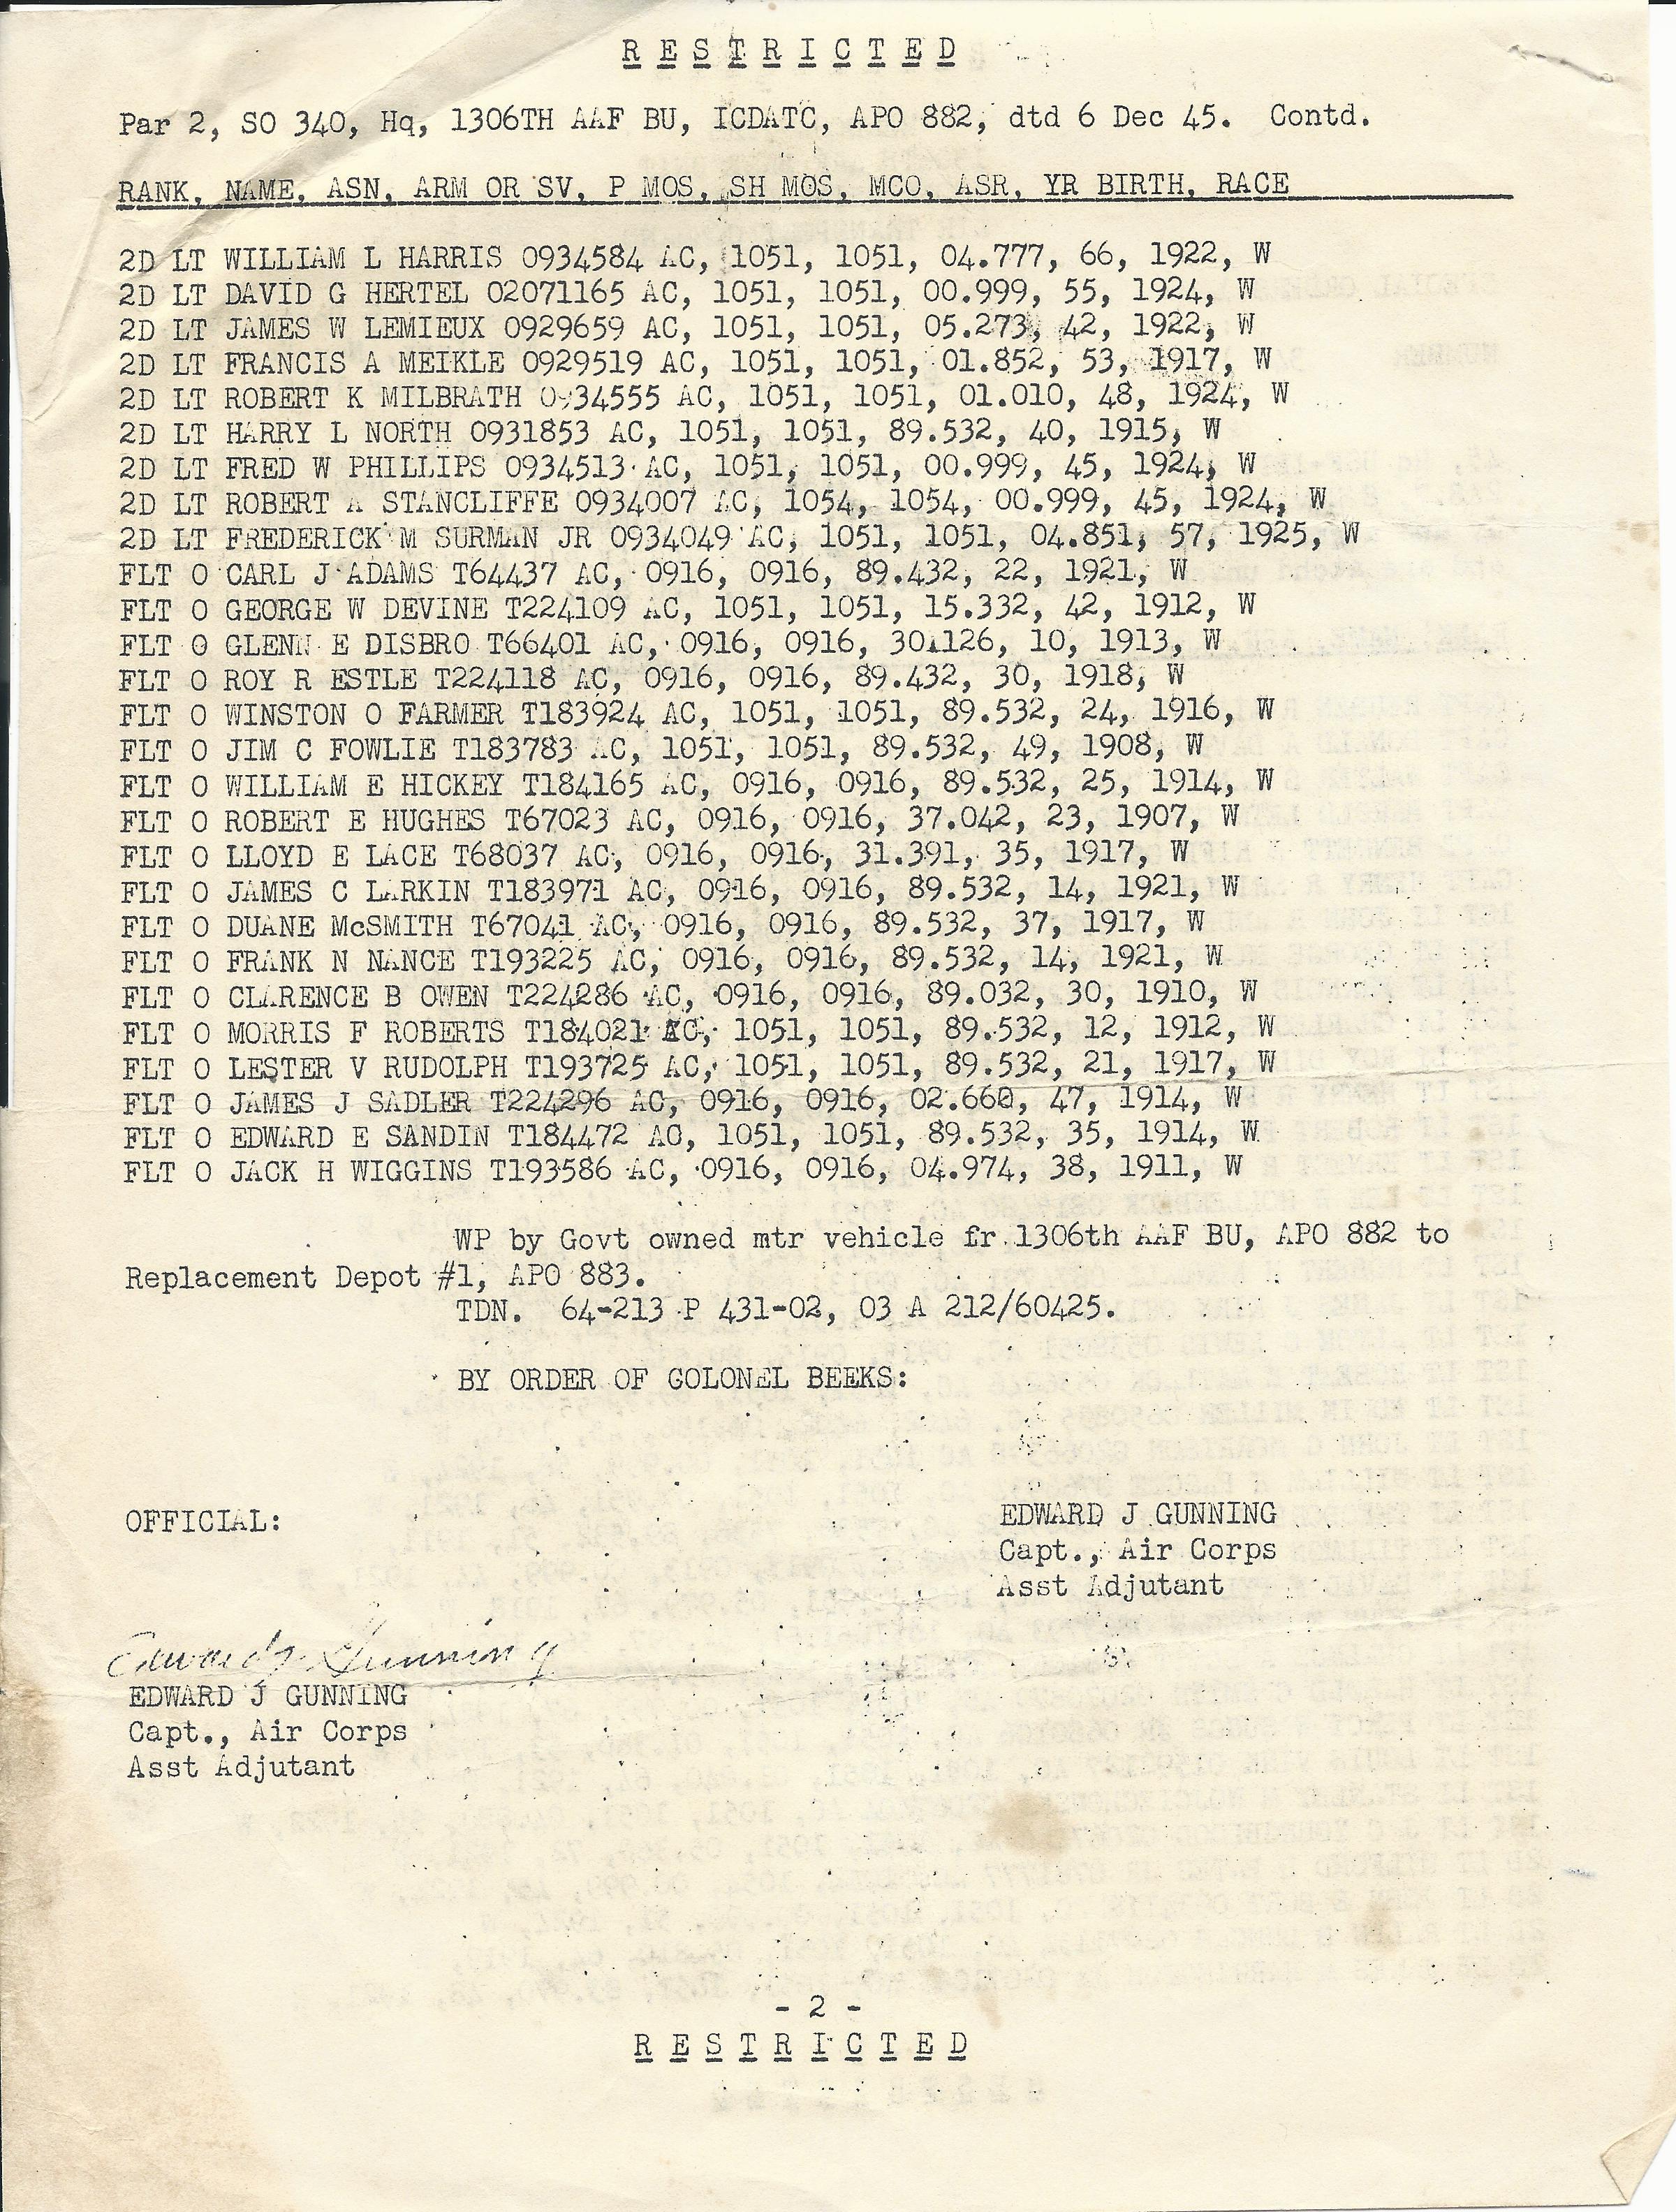 R E S T R I C T E D
Par 2, SO 340, Hq, 1306TH AAF BU, ICDATC, APO 882, dtd 6 Dec 45. Contd.
RANK, NAME, ASN, ARM OR SV, P MOS, SH MOS, MCO, ASR, YR BIRTH, RACE
2D LT WILLIAM L HARRIS 0934584 AC, 1051, 1051, 04.777, 66, 1922, W
2D LT DAVID G HERTEL 02071165 AC, 1051, 1051, 00.999, 55, 1924, W
2D LT JAMES W LEMIEUX 0929659 AC, 1051, 1051, 05.273, 42, 1922, W
2D LT FRANCIS A MEIKLE 0929519 AC, 1051, 1051, 01.852, 53, 1917, W
2D LT ROBERT K MILBRATH 0934555 AC, 1051, 1051, 01.010, 48, 1924, W
2D LT HARRY L NORTH 0931853 AC, 1051, 1051, 89.532, 40, 1915, W
2D LT FRED W PHILLIPS 0934513 AC, 1051, 1051, 00.999, 45, 1924, W
2D LT ROBERT A STANCLIFFE 0934007 AC, 1054, 1054, 00.999, 45, 1924, W
2D LT FREDERICK M SURMAN JR 0934049 AC, 1051, 1051, 04.851, 57, 1925, W
FLT O CARL J ADAMS T64437 AC, 0916, 0916, 89.432, 22, 1921, W
FLT O GEORGE W DEVINE T224109 AC, 1051, 1051, 15.332, 42, 1912, W
FLT O GLENN E DISBRO T66401 AC, 0916, 0916, 30.126, 10, 1913, W
FLT O ROY R ESTLE T224118 AC, 0916, 0916, 89.432, 30, 1918, W
FLT O WINSTON O FARMER T183924 AC, 1051, 1051, 89.532, 24, 1916, W
FLT O JIM C FOWLIE T183783 AC, 1051, 1051, 89.532, 49, 1908, W
FLT O WILLIAM E HICKEY T184165 AC, 0916, 0916, 89.532, 25, 1914, W
FLT O ROBERT E HUGHES T67023 AC, 0916, 0916, 37.042, 23, 1907, W
FLT O LLOYD E LACE T68037 AC, 0916, 0916, 31.391, 35, 1917, W
FLT O JAMES C LARKIN T183971 AC, 0916, 0916, 89.532, 14, 1921, W
FLT O DUANE McSMITH T67041 AC, 0916, 0916, 89.532, 37, 1917, W
FLT O FRANK N NANCE T193225 AC, 0916, 0916, 89.532, 14, 1921, W
FLT O CLARENCE B OWEN T224286 AC, 0916, 0916, 89.032, 30, 1910, W
FLT O MORRIS F ROBERTS T184021 AC, 1051, 1051, 89.532, 12, 1912, W
FLT O LESTER V RUDOLPH T193725 AC, 1051, 1051, 89.532, 21, 1917, W
FLT O JAMES J SADLER T224296 AC, 0916, 0916, 02.660, 47, 1914, W
FLT O EDWARD E SANDIN T184472 AC, 1051, 1051, 89.532, 35, 1914, W
FLT O JACK H WIGGINS T193586 AC, 0916, 0916, 04.974, 38, 1911, W
WP by Govt owned mtr vehicle fr 1306th AAF BU, APO 882 to
Replacement Depot #1, APO 883.
TDN. 64-213 P 431-02, 03 A 212/60425.
BY ORDER OF GOLONEL BEEKS:
OFFICIAL:
EDWARD J GUNNING
Capt., Air Corps
Asst Adjutant
Edward J. Gunning
EDWARD J GUNNING
Capt., Air Corps
Asst Adjutant
- 2 -
R E S T R I C T E D